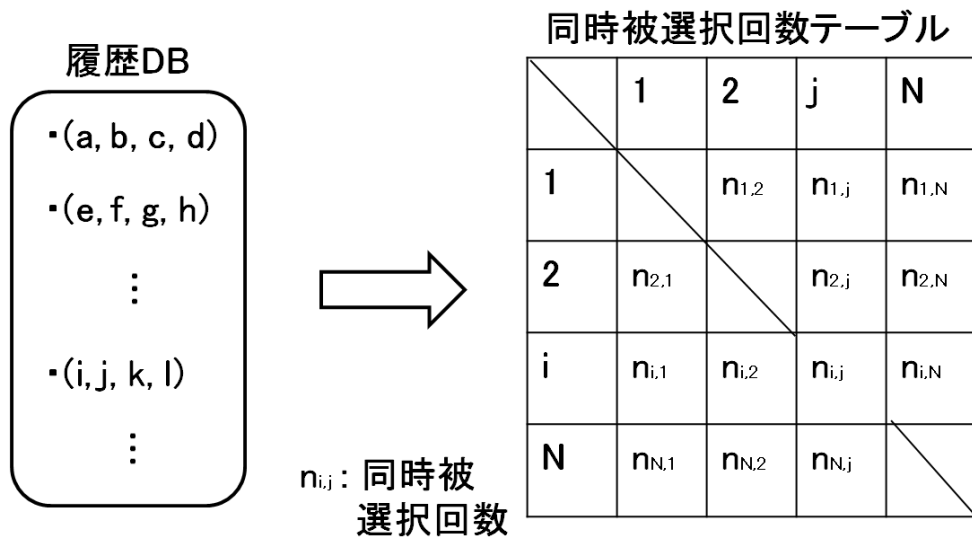 同時被選択回数テーブル
履歴DB
・(a, b, c, d)
・(e, f, g, h)
⋮
・(i, j, k, l)
⋮
n i,j : 同時被
選択回数
1 2 j N
1 n1,2 n1,j n1,N
2 n2,1 n2,j n2,N
i ni,1 ni,2 ni,j ni,N
N nN,1 nN,2 nN,j